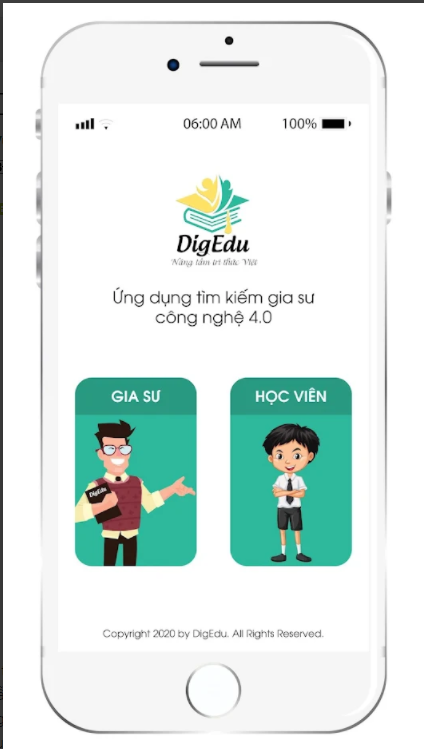 06:00 AM 100%
DigEdu
Nâng tầm tri thức Việt
Ứng dụng tìm kiếm gia sư
công nghệ 4.0
GIA SƯ HỌC VIÊN
DigEdu
Copyright 2020 by DigEdu. All Rights Reserved.